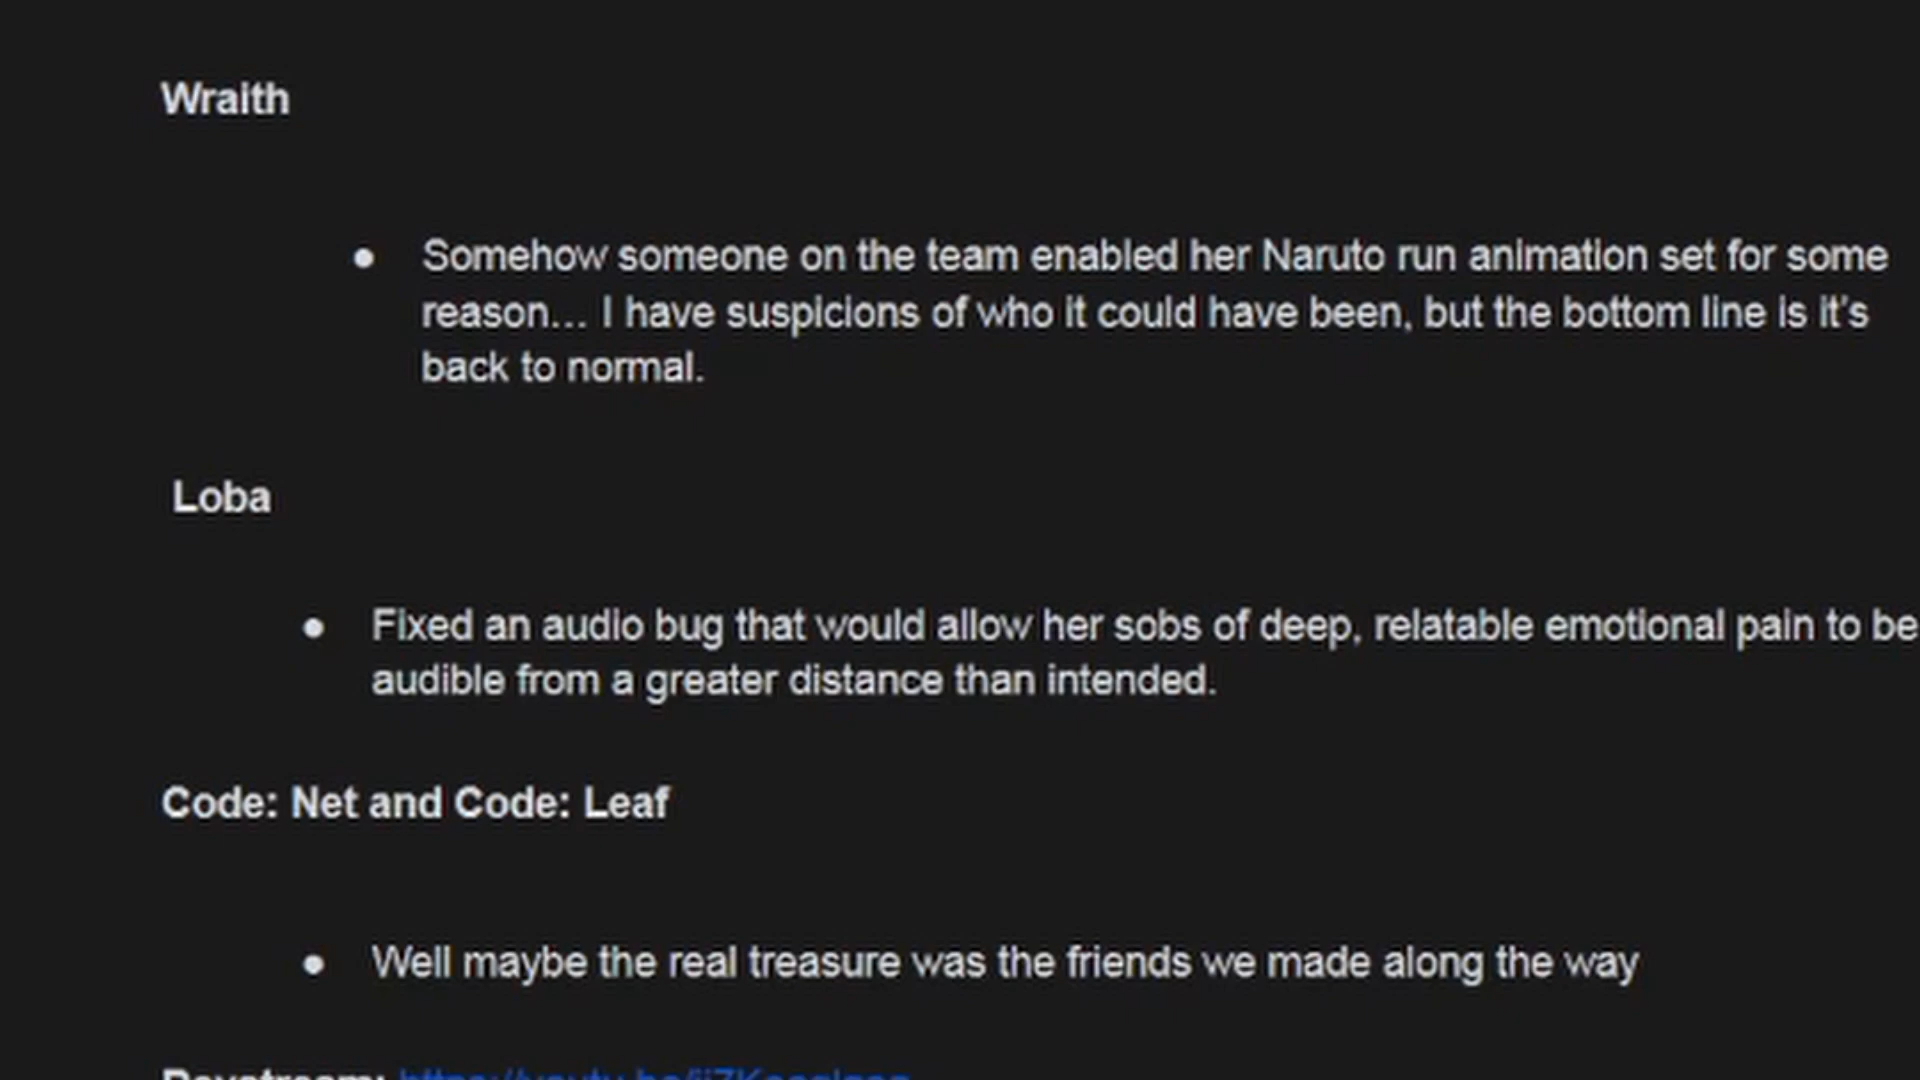 Wraith
Somehow someone on the team enabled her Naruto run animation set for some
reason... I have suspicions of who it could have been, but the bottom line is it's
back to normal.
Loba
Fixed an audio bug that would allow her sobs of deep, relatable emotional pain to be
audible from a greater distance than intended.
Code: Net and Code: Leaf
Well maybe the real treasure was the friends we made along the way